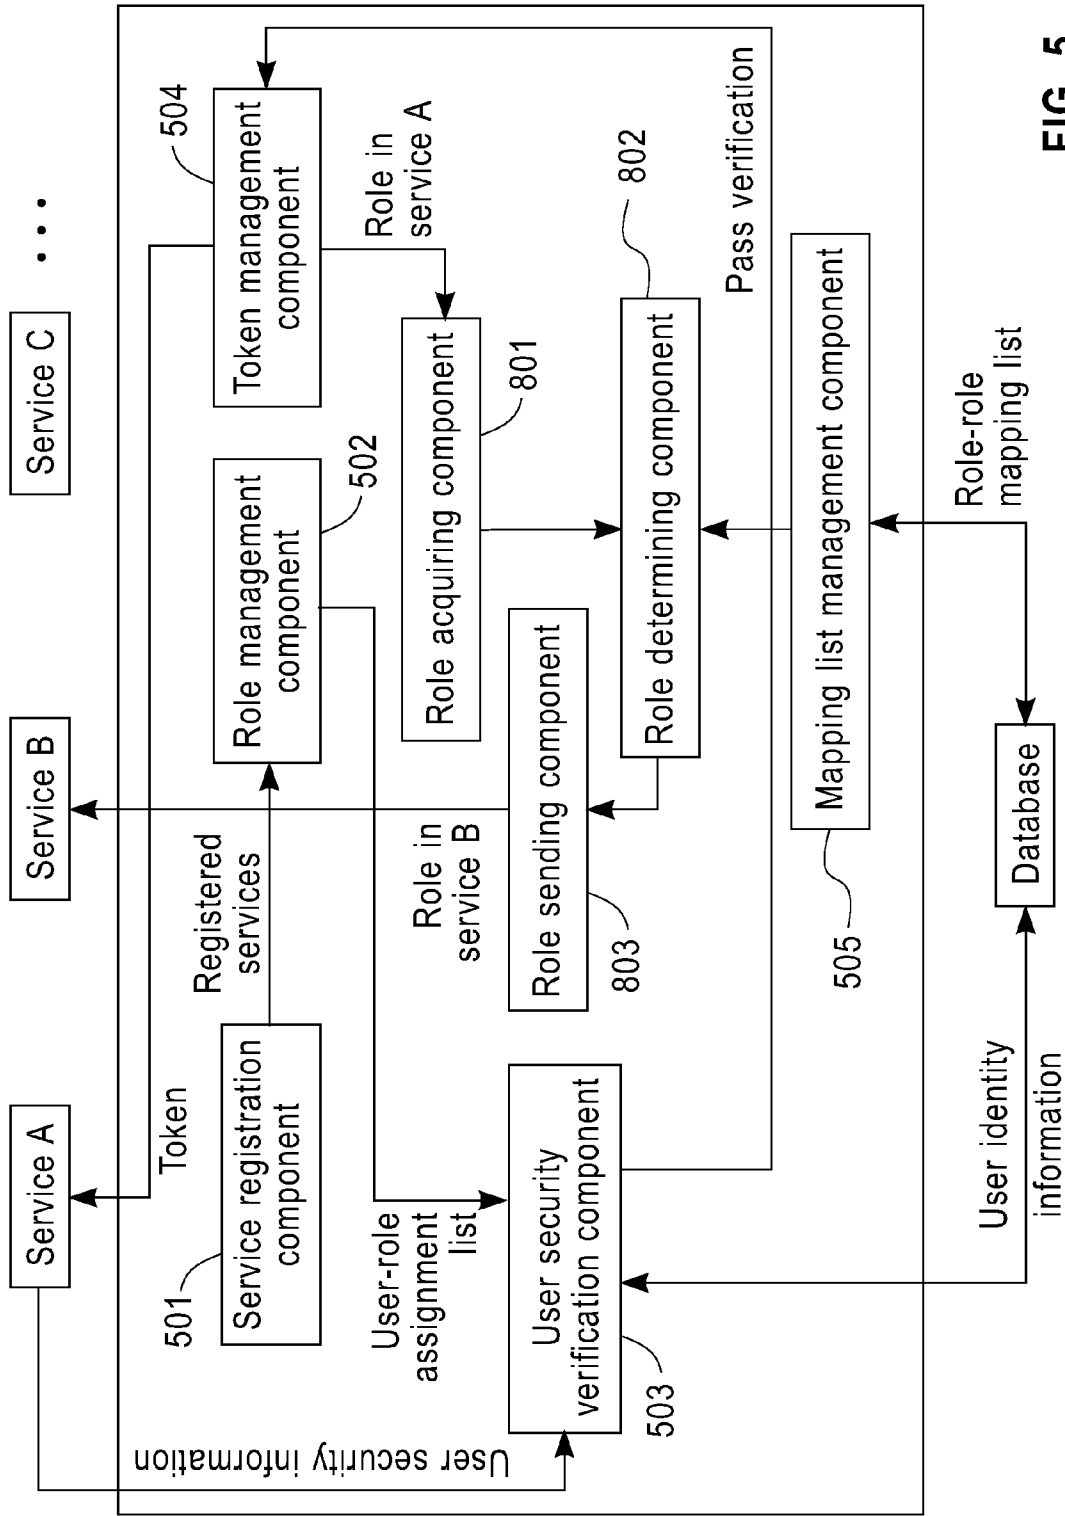 Service A
Service B
Service C
...
User security information
Token
501
Service registration
component
Registered
services
Role management
component
502
Token management
component
504
User-role
assignment
list
Role in
service B
Role acquiring component
801
Role in
service A
User security
verification component
503
Role sending component
803
Role determining component
802
Pass verification
Mapping list management component
505
User identity
information
Database
Role-role
mapping list
FIG. 5